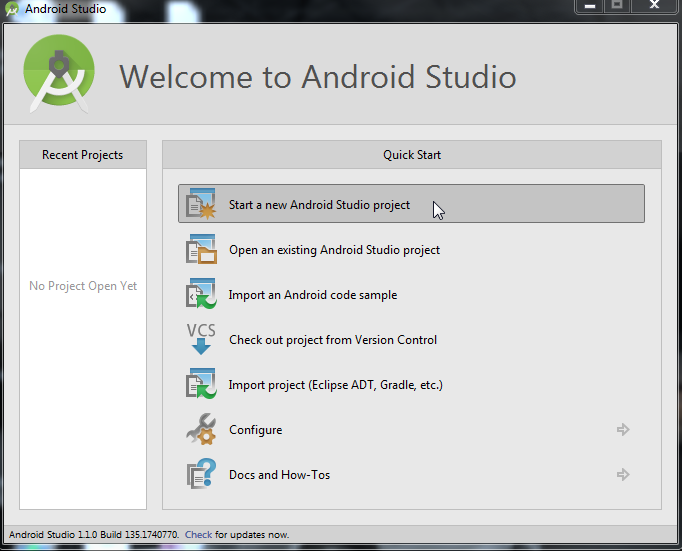 Android Studio
Welcome to Android Studio
Recent Projects
No Project Open Yet
Quick Start
Start a new Android Studio project
Open an existing Android Studio project
Import an Android code sample
VCS
Check out project from Version Control
Import project (Eclipse ADT, Gradle, etc.)
Configure
Docs and How-Tos
Android Studio 1.1.0 Build 135.1740770. Check for updates now.